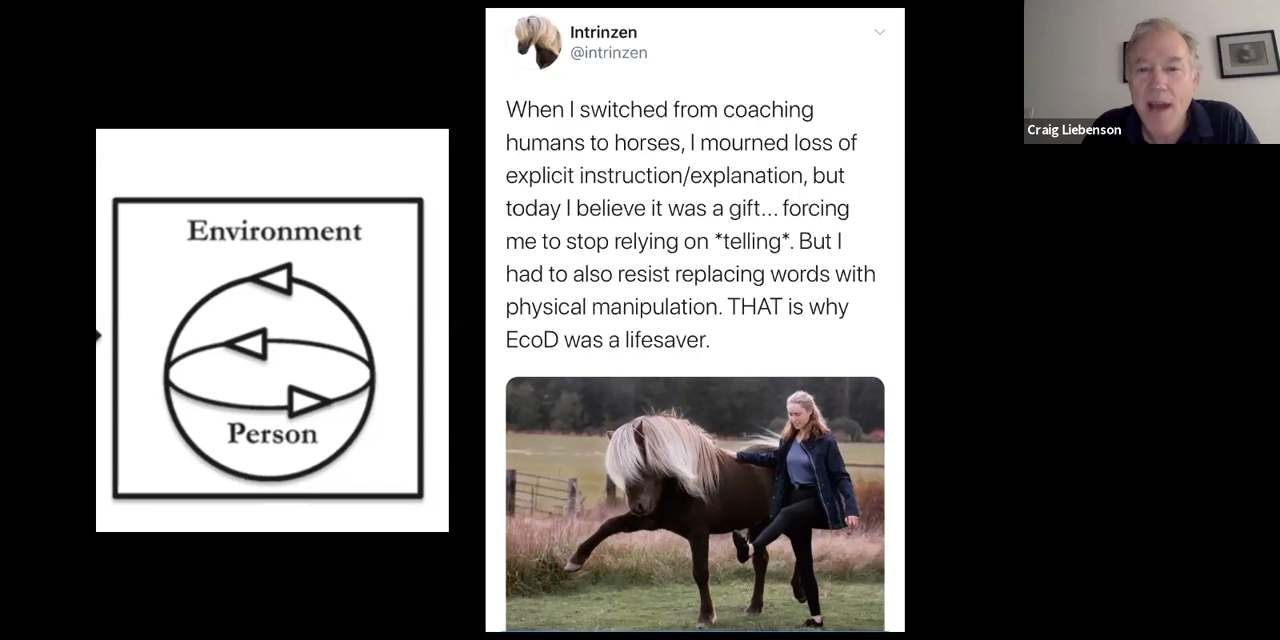 Environment
Person
Intrinzen
@intrinzen
When I switched from coaching
humans to horses, I mourned loss of
explicit instruction/explanation, but
today I believe it was a gift... forcing
me to stop relying on *telling*. But I
had to also resist replacing words with
physical manipulation. THAT is why
EcoD was a lifesaver.
Craig Liebenson